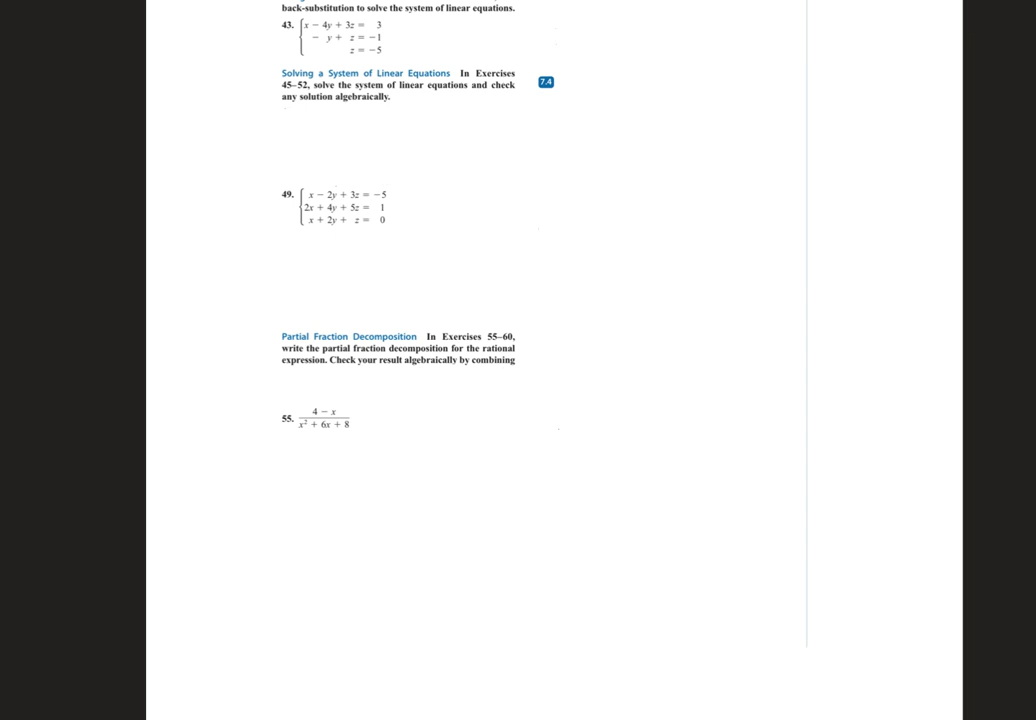 back-substitution to solve the system of linear equations.
43. x − 4y + 3z = 3
− y + z = −1
z = −5
Solving a System of Linear Equations In Exercises
45–52, solve the system of linear equations and check
any solution algebraically.
7.4
49. x − 2y + 3z = −5
2x + 4y + 5z = 1
x + 2y + z = 0
Partial Fraction Decomposition In Exercises 55–60,
write the partial fraction decomposition for the rational
expression. Check your result algebraically by combining
4 − x
55.
x² + 6x + 8